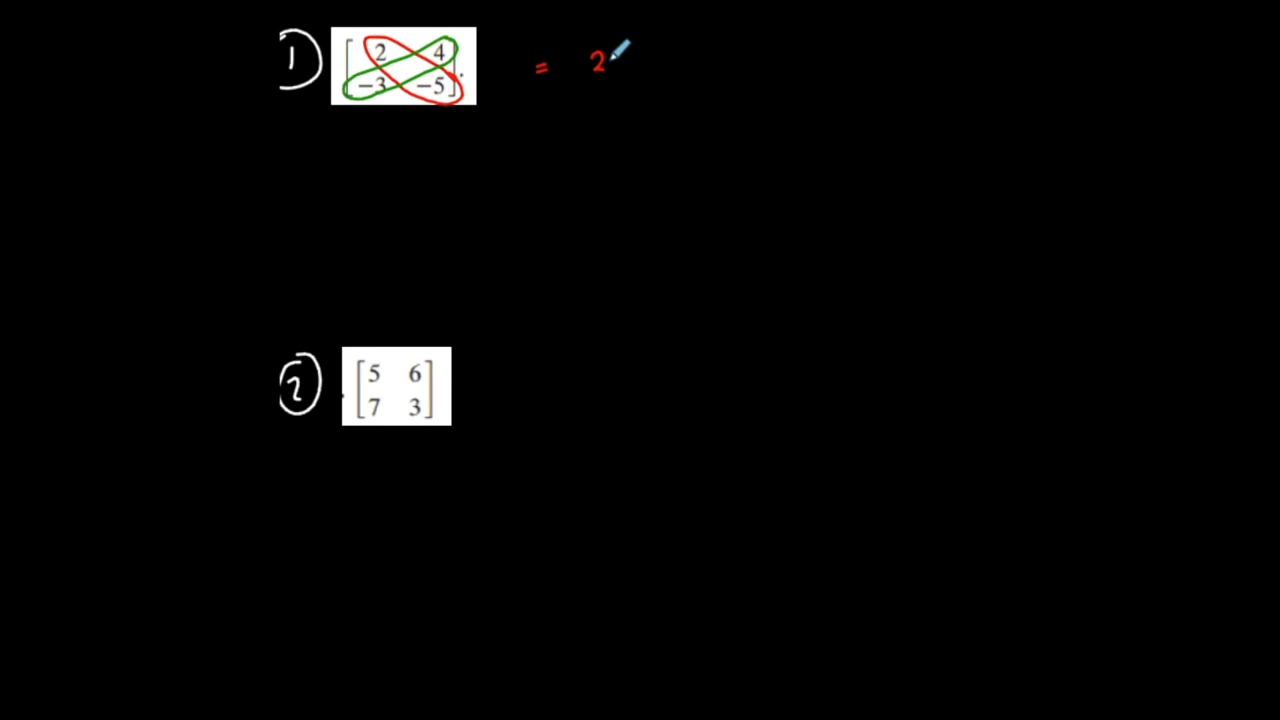 1) [ 2 4 ] . = 2
[ −3 −5 ]
2) . [ 5 6 ]
[ 7 3 ]